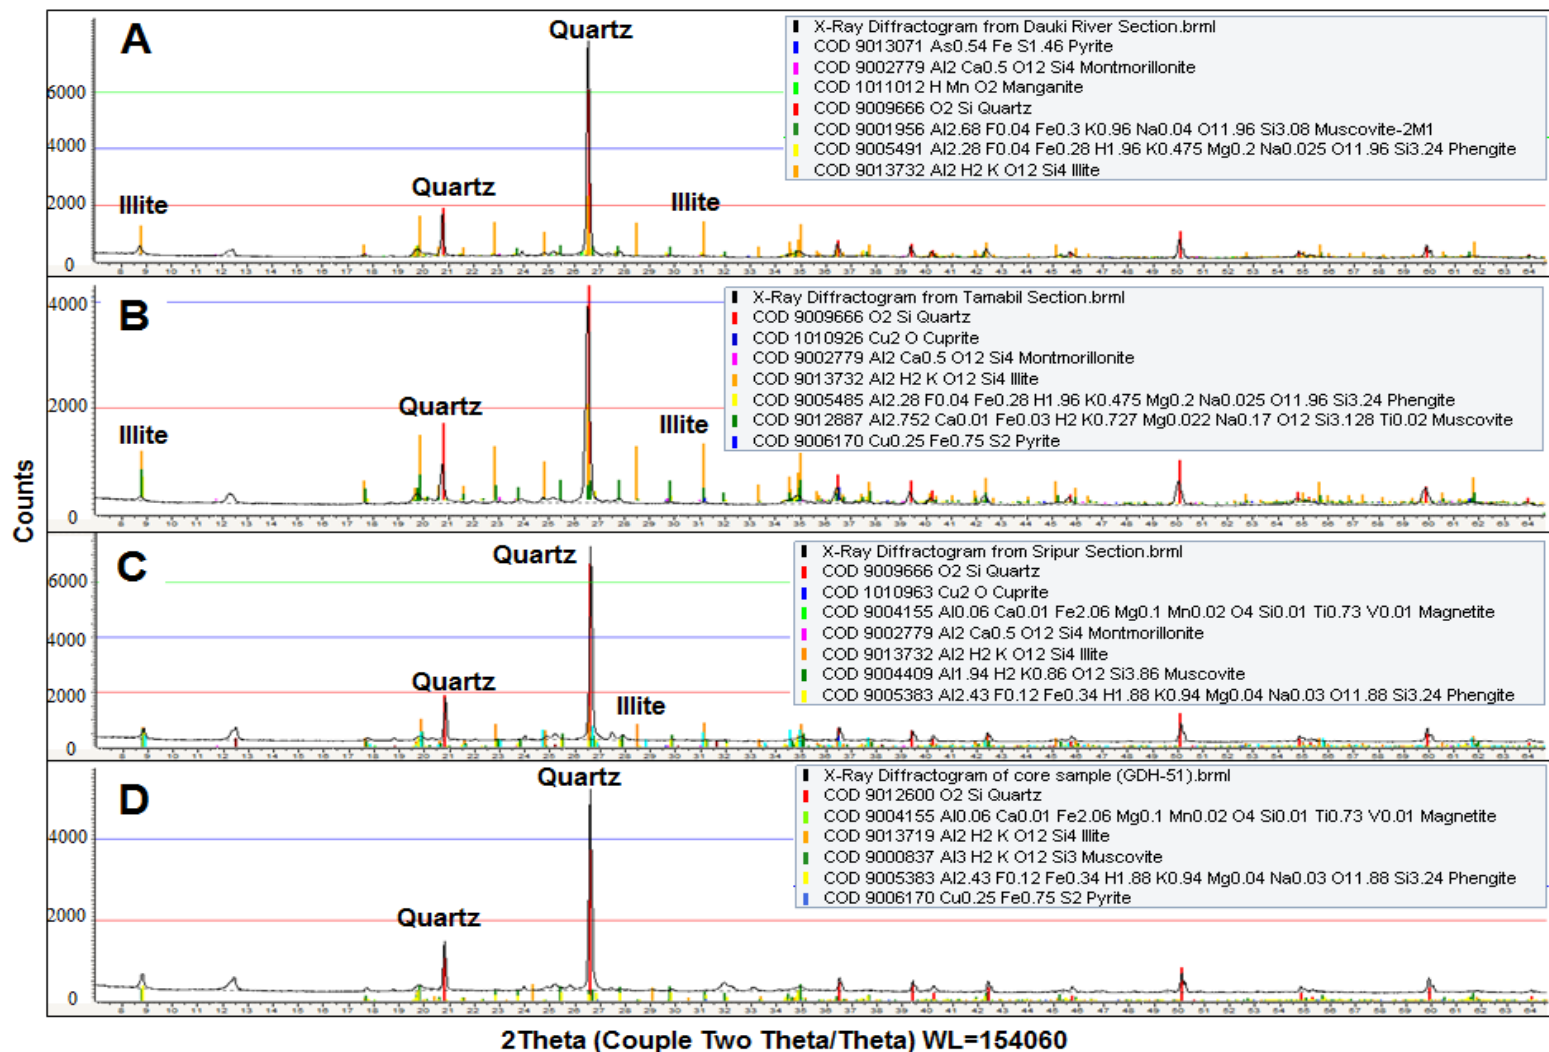 A
Quartz
Quartz
Illite
Illite
6000
4000
2000
0
X-Ray Diffractogram from Dauki River Section.brml
COD 9013071 As0.54 Fe S1.46 Pyrite
COD 9002779 Al2 Ca0.5 O12 Si4 Montmorillonite
COD 1011012 H Mn O2 Manganite
COD 9009666 O2 Si Quartz
COD 9001956 Al2.68 F0.04 Fe0.3 K0.96 Na0.04 O11.96 Si3.08 Muscovite-2M1
COD 9005491 Al2.28 F0.04 Fe0.28 H1.96 K0.475 Mg0.2 Na0.025 O11.96 Si3.24 Phengite
COD 9013732 Al2 H2 K O12 Si4 Illite
B
Quartz
Illite
Illite
4000
2000
0
X-Ray Diffractogram from Tamabil Section.brml
COD 9009666 O2 Si Quartz
COD 1010926 Cu2 O Cuprite
COD 9002779 Al2 Ca0.5 O12 Si4 Montmorillonite
COD 9013732 Al2 H2 K O12 Si4 Illite
COD 9005485 Al2.28 F0.04 Fe0.28 H1.96 K0.475 Mg0.2 Na0.025 O11.96 Si3.24 Phengite
COD 9012887 Al2.752 Ca0.01 Fe0.03 H2 K0.727 Mg0.022 Na0.17 O12 Si3.128 Ti0.02 Muscovite
COD 9006170 Cu0.25 Fe0.75 S2 Pyrite
Counts
C
Quartz
Quartz
Illite
6000
4000
2000
0
X-Ray Diffractogram from Sripur Section.brml
COD 9009666 O2 Si Quartz
COD 1010963 Cu2 O Cuprite
COD 9004155 Al0.06 Ca0.01 Fe2.06 Mg0.1 Mn0.02 O4 Si0.01 Ti0.73 V0.01 Magnetite
COD 9002779 Al2 Ca0.5 O12 Si4 Montmorillonite
COD 9013732 Al2 H2 K O12 Si4 Illite
COD 9004409 Al1.94 H2 K0.86 O12 Si3.86 Muscovite
COD 9005383 Al2.43 F0.12 Fe0.34 H1.88 K0.94 Mg0.04 Na0.03 O11.88 Si3.24 Phengite
D
Quartz
Quartz
4000
2000
0
X-Ray Diffractogram of core sample (GDH-51).brml
COD 9012600 O2 Si Quartz
COD 9004155 Al0.06 Ca0.01 Fe2.06 Mg0.1 Mn0.02 O4 Si0.01 Ti0.73 V0.01 Magnetite
COD 9013719 Al2 H2 K O12 Si4 Illite
COD 9000837 Al3 H2 K O12 Si3 Muscovite
COD 9005383 Al2.43 F0.12 Fe0.34 H1.88 K0.94 Mg0.04 Na0.03 O11.88 Si3.24 Phengite
COD 9006170 Cu0.25 Fe0.75 S2 Pyrite
2Theta (Couple Two Theta/Theta) WL=154060